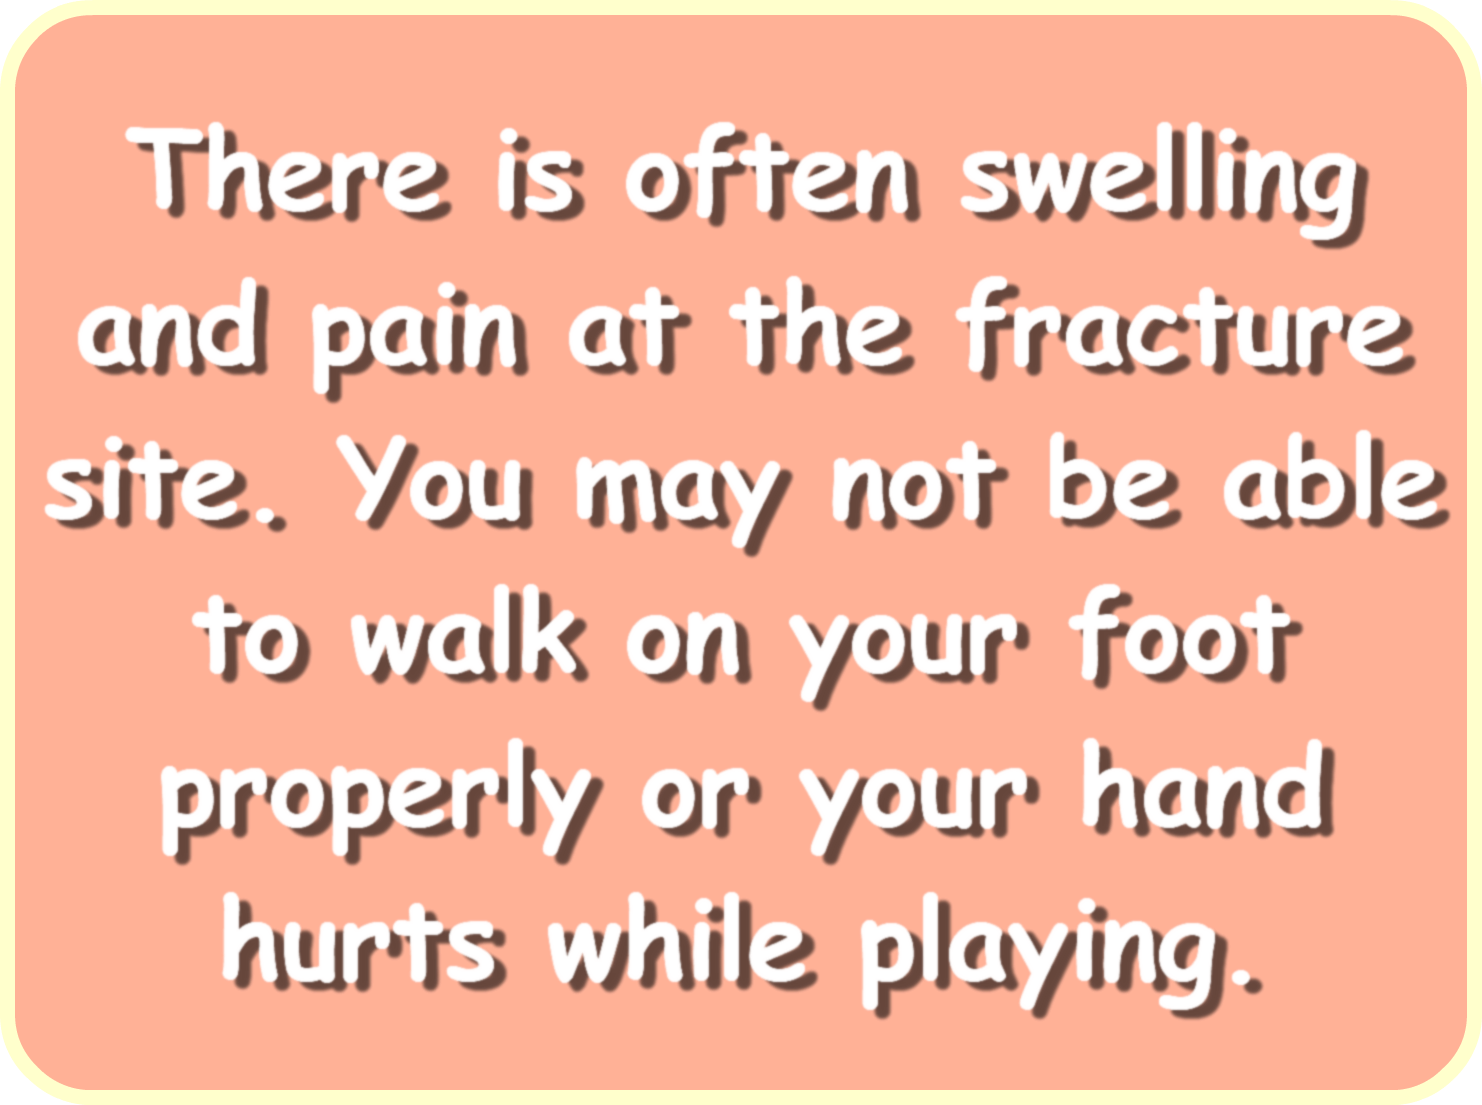 There is often swelling
and pain at the fracture
site. You may not be able
to walk on your foot
properly or your hand
hurts while playing.